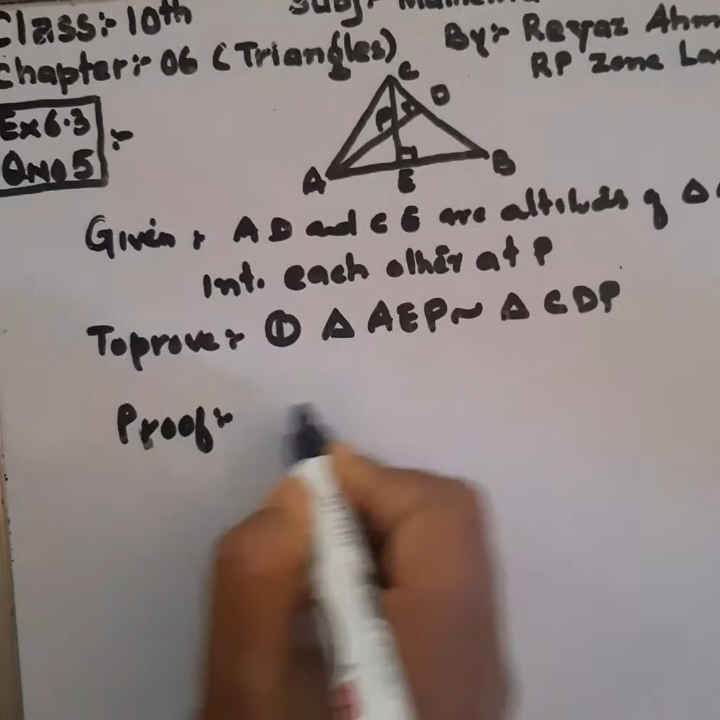 Class:- 10th Subj:-
Chapter:- 06 (Triangles) By:- Reyaz
RP Zone
Ex 6.3 :-
Q No 5
C
D
P
A
E
B
Given:- AD and CE are altitudes of Δ
Int. each other at P
To prove:- ① Δ AEP ~ Δ CDP
Proof:-